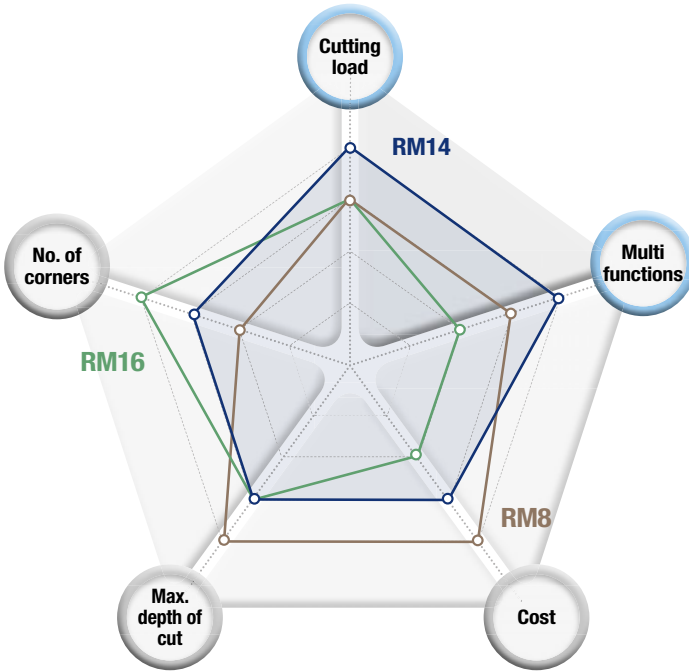 Cutting
load
RM14
No. of
corners
Multi
functions
RM16
RM8
Max.
depth of
cut
Cost